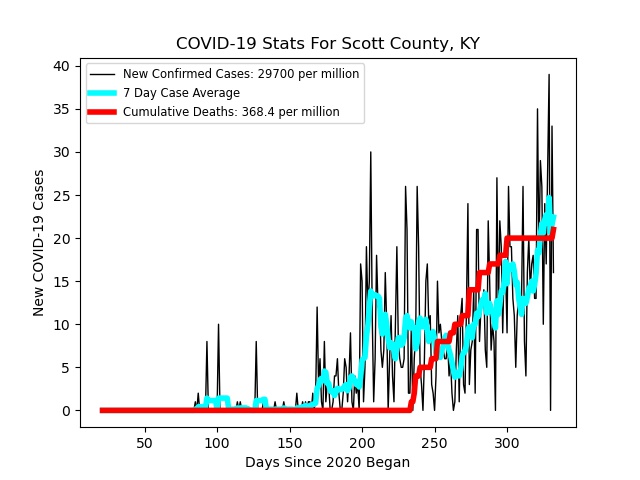 COVID-19 Stats For Scott County, KY
New Confirmed Cases: 29700 per million
7 Day Case Average
Cumulative Deaths: 368.4 per million
New COVID-19 Cases
40
35
30
25
20
15
10
5
0
50 100 150 200 250 300
Days Since 2020 Began